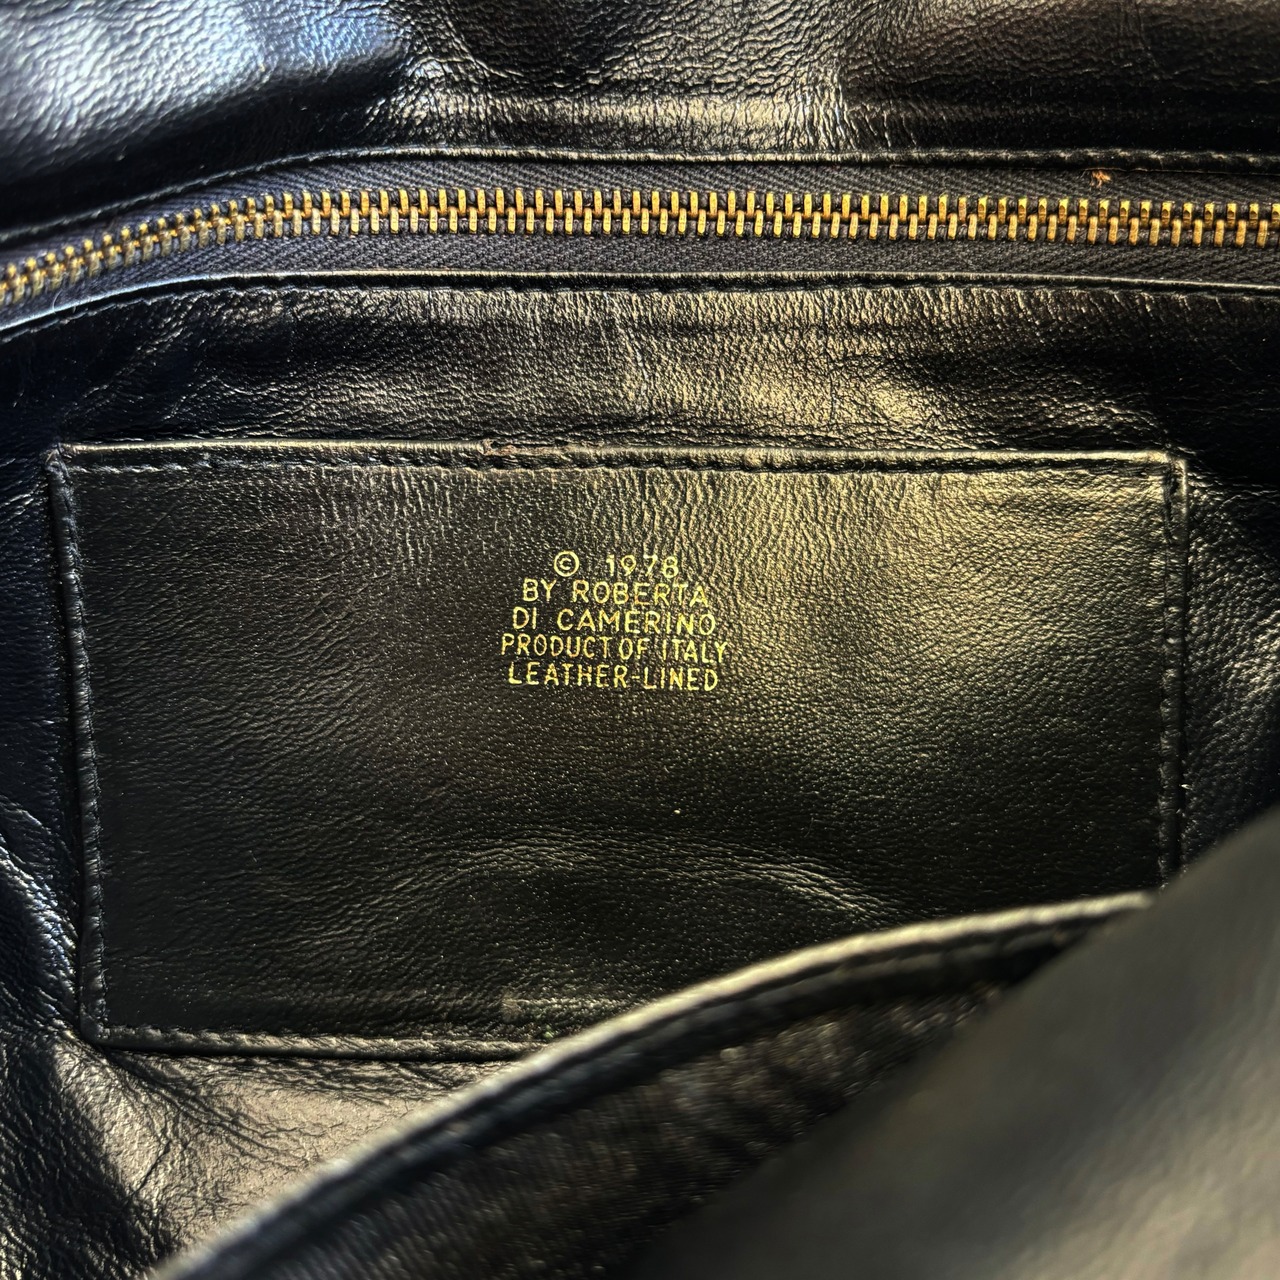 © 1978
BY ROBERTA
DI CAMERINO
PRODUCT OF ITALY
LEATHER-LINED